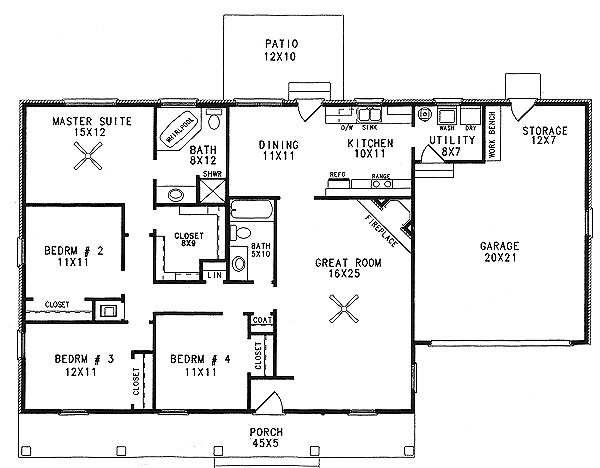 PATIO
12X10
MASTER SUITE
15X12
WHIRLPOOL
BATH
8X12
SHWR
DINING
11X11
D/W
SINK
KITCHEN
10X11
REFG
RANGE
WASH
DRY
UTILITY
8X7
WORK BENCH
STORAGE
12X7
BEDRM # 2
11X11
CLOSET
CLOSET
8X9
LIN
BATH
5X10
FIREPLACE
GREAT ROOM
16X25
GARAGE
20X21
COAT
BEDRM # 3
12X11
CLOSET
BEDRM # 4
11X11
CLOSET
PORCH
45X5